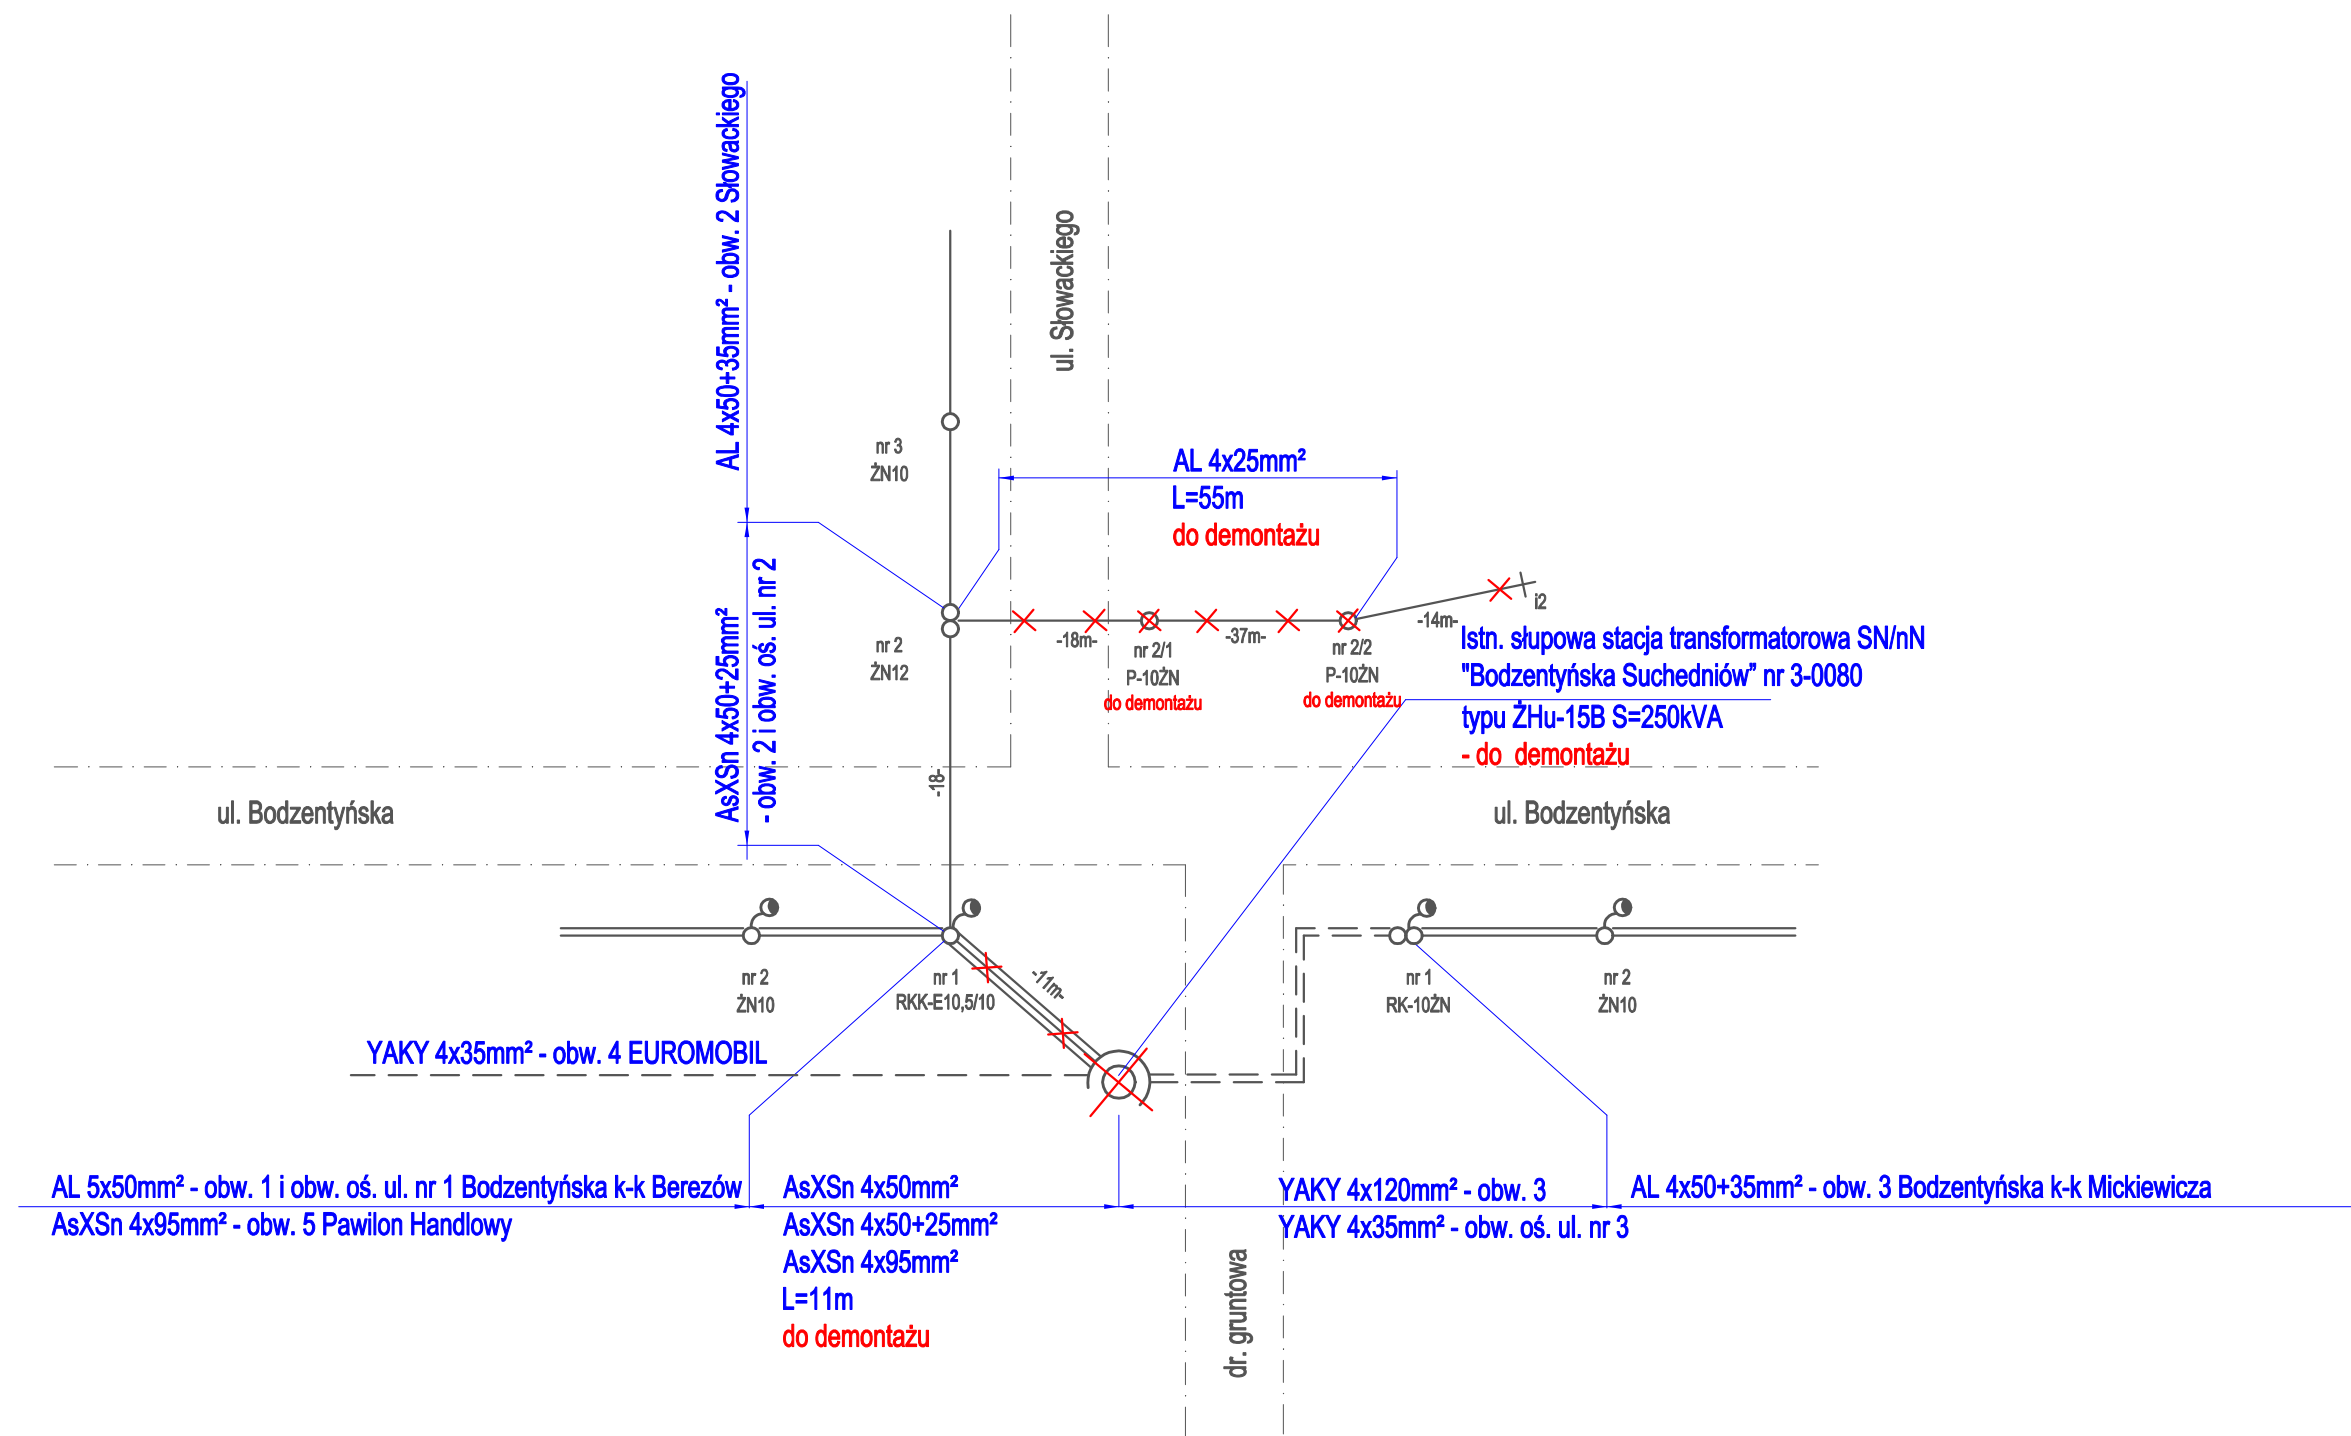 AL 4x50+35mm² - obw. 2 Słowackiego
ul. Słowackiego
nr 3
ŻN10
AL 4x25mm²
L=55m
do demontażu
AsXSn 4x50+25mm²
- obw. 2 i obw. oś. ul. nr 2
nr 2
ŻN12
-18m-
nr 2/1
P-10ŻN
do demontażu
-37m-
nr 2/2
P-10ŻN
do demontażu
-14m-
i2
Istn. słupowa stacja transformatorowa SN/nN
"Bodzentyńska Suchedniów” nr 3-0080
typu ŻHu-15B S=250kVA
- do demontażu
-18-
ul. Bodzentyńska
ul. Bodzentyńska
nr 2
ŻN10
nr 1
RKK-E10,5/10
-11m-
nr 1
RK-10ŻN
nr 2
ŻN10
YAKY 4x35mm² - obw. 4 EUROMOBIL
AL 5x50mm² - obw. 1 i obw. oś. ul. nr 1 Bodzentyńska k-k Berezów
AsXSn 4x95mm² - obw. 5 Pawilon Handlowy
AsXSn 4x50mm²
AsXSn 4x50+25mm²
AsXSn 4x95mm²
L=11m
do demontażu
YAKY 4x120mm² - obw. 3
YAKY 4x35mm² - obw. oś. ul. nr 3
AL 4x50+35mm² - obw. 3 Bodzentyńska k-k Mickiewicza
dr. gruntowa